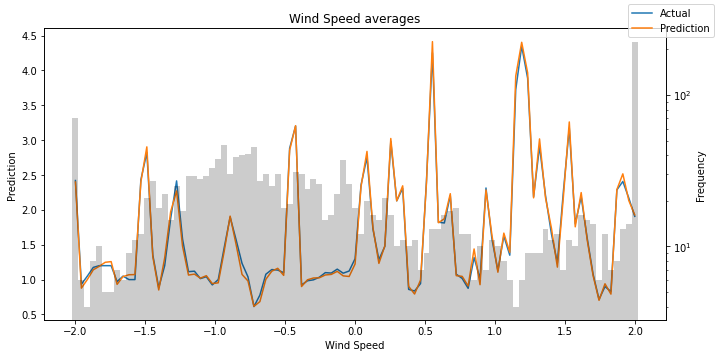 Wind Speed averages
Actual
Prediction
Prediction
4.5
4.0
3.5
3.0
2.5
2.0
1.5
1.0
0.5
−2.0 −1.5 −1.0 −0.5 0.0 0.5 1.0 1.5 2.0
Wind Speed
10²
10¹
Frequency